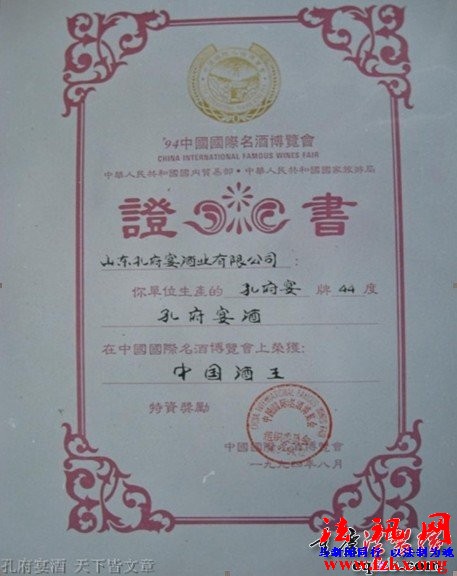 '94中國國際名酒博覽會
CHINA INTERNATIONAL FAMOUS WINES FAIR
中華人民共和國國內貿易部·中華人民共和國國家旅游局
證書
山东孔府宴酒业有限公司：
你單位生產的 孔府宴 牌 44 度
孔府宴酒
在中國國際名酒博覽會上榮獲：
中国酒王
特資獎勵
中國國際名酒博覽會
一九九四年八月
孔府宴酒 天下皆文章